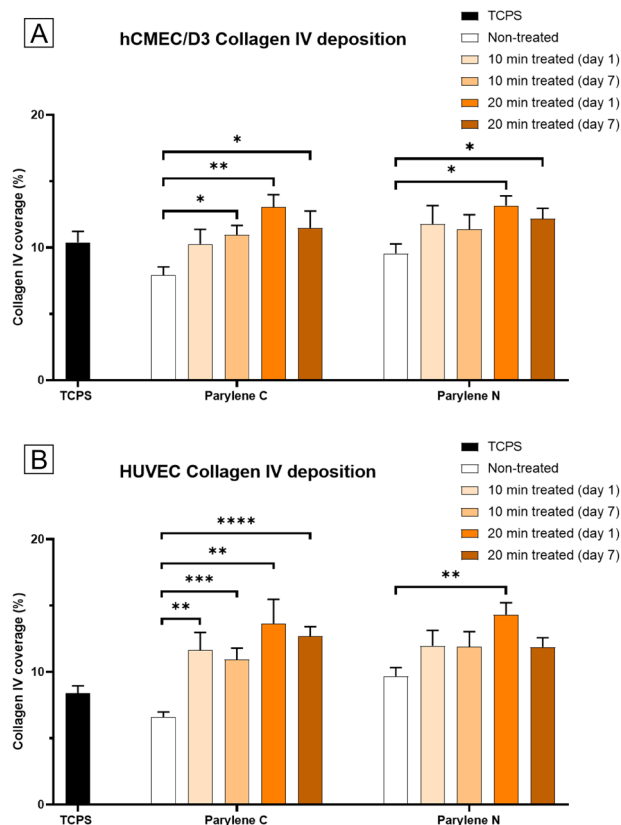 A
hCMEC/D3 Collagen IV deposition
TCPS
Non-treated
10 min treated (day 1)
10 min treated (day 7)
20 min treated (day 1)
20 min treated (day 7)
Collagen IV coverage (%)
20
10
0
*
**
*
*
*
TCPS
Parylene C
Parylene N
B
HUVEC Collagen IV deposition
TCPS
Non-treated
10 min treated (day 1)
10 min treated (day 7)
20 min treated (day 1)
20 min treated (day 7)
Collagen IV coverage (%)
20
10
0
****
**
***
**
**
TCPS
Parylene C
Parylene N